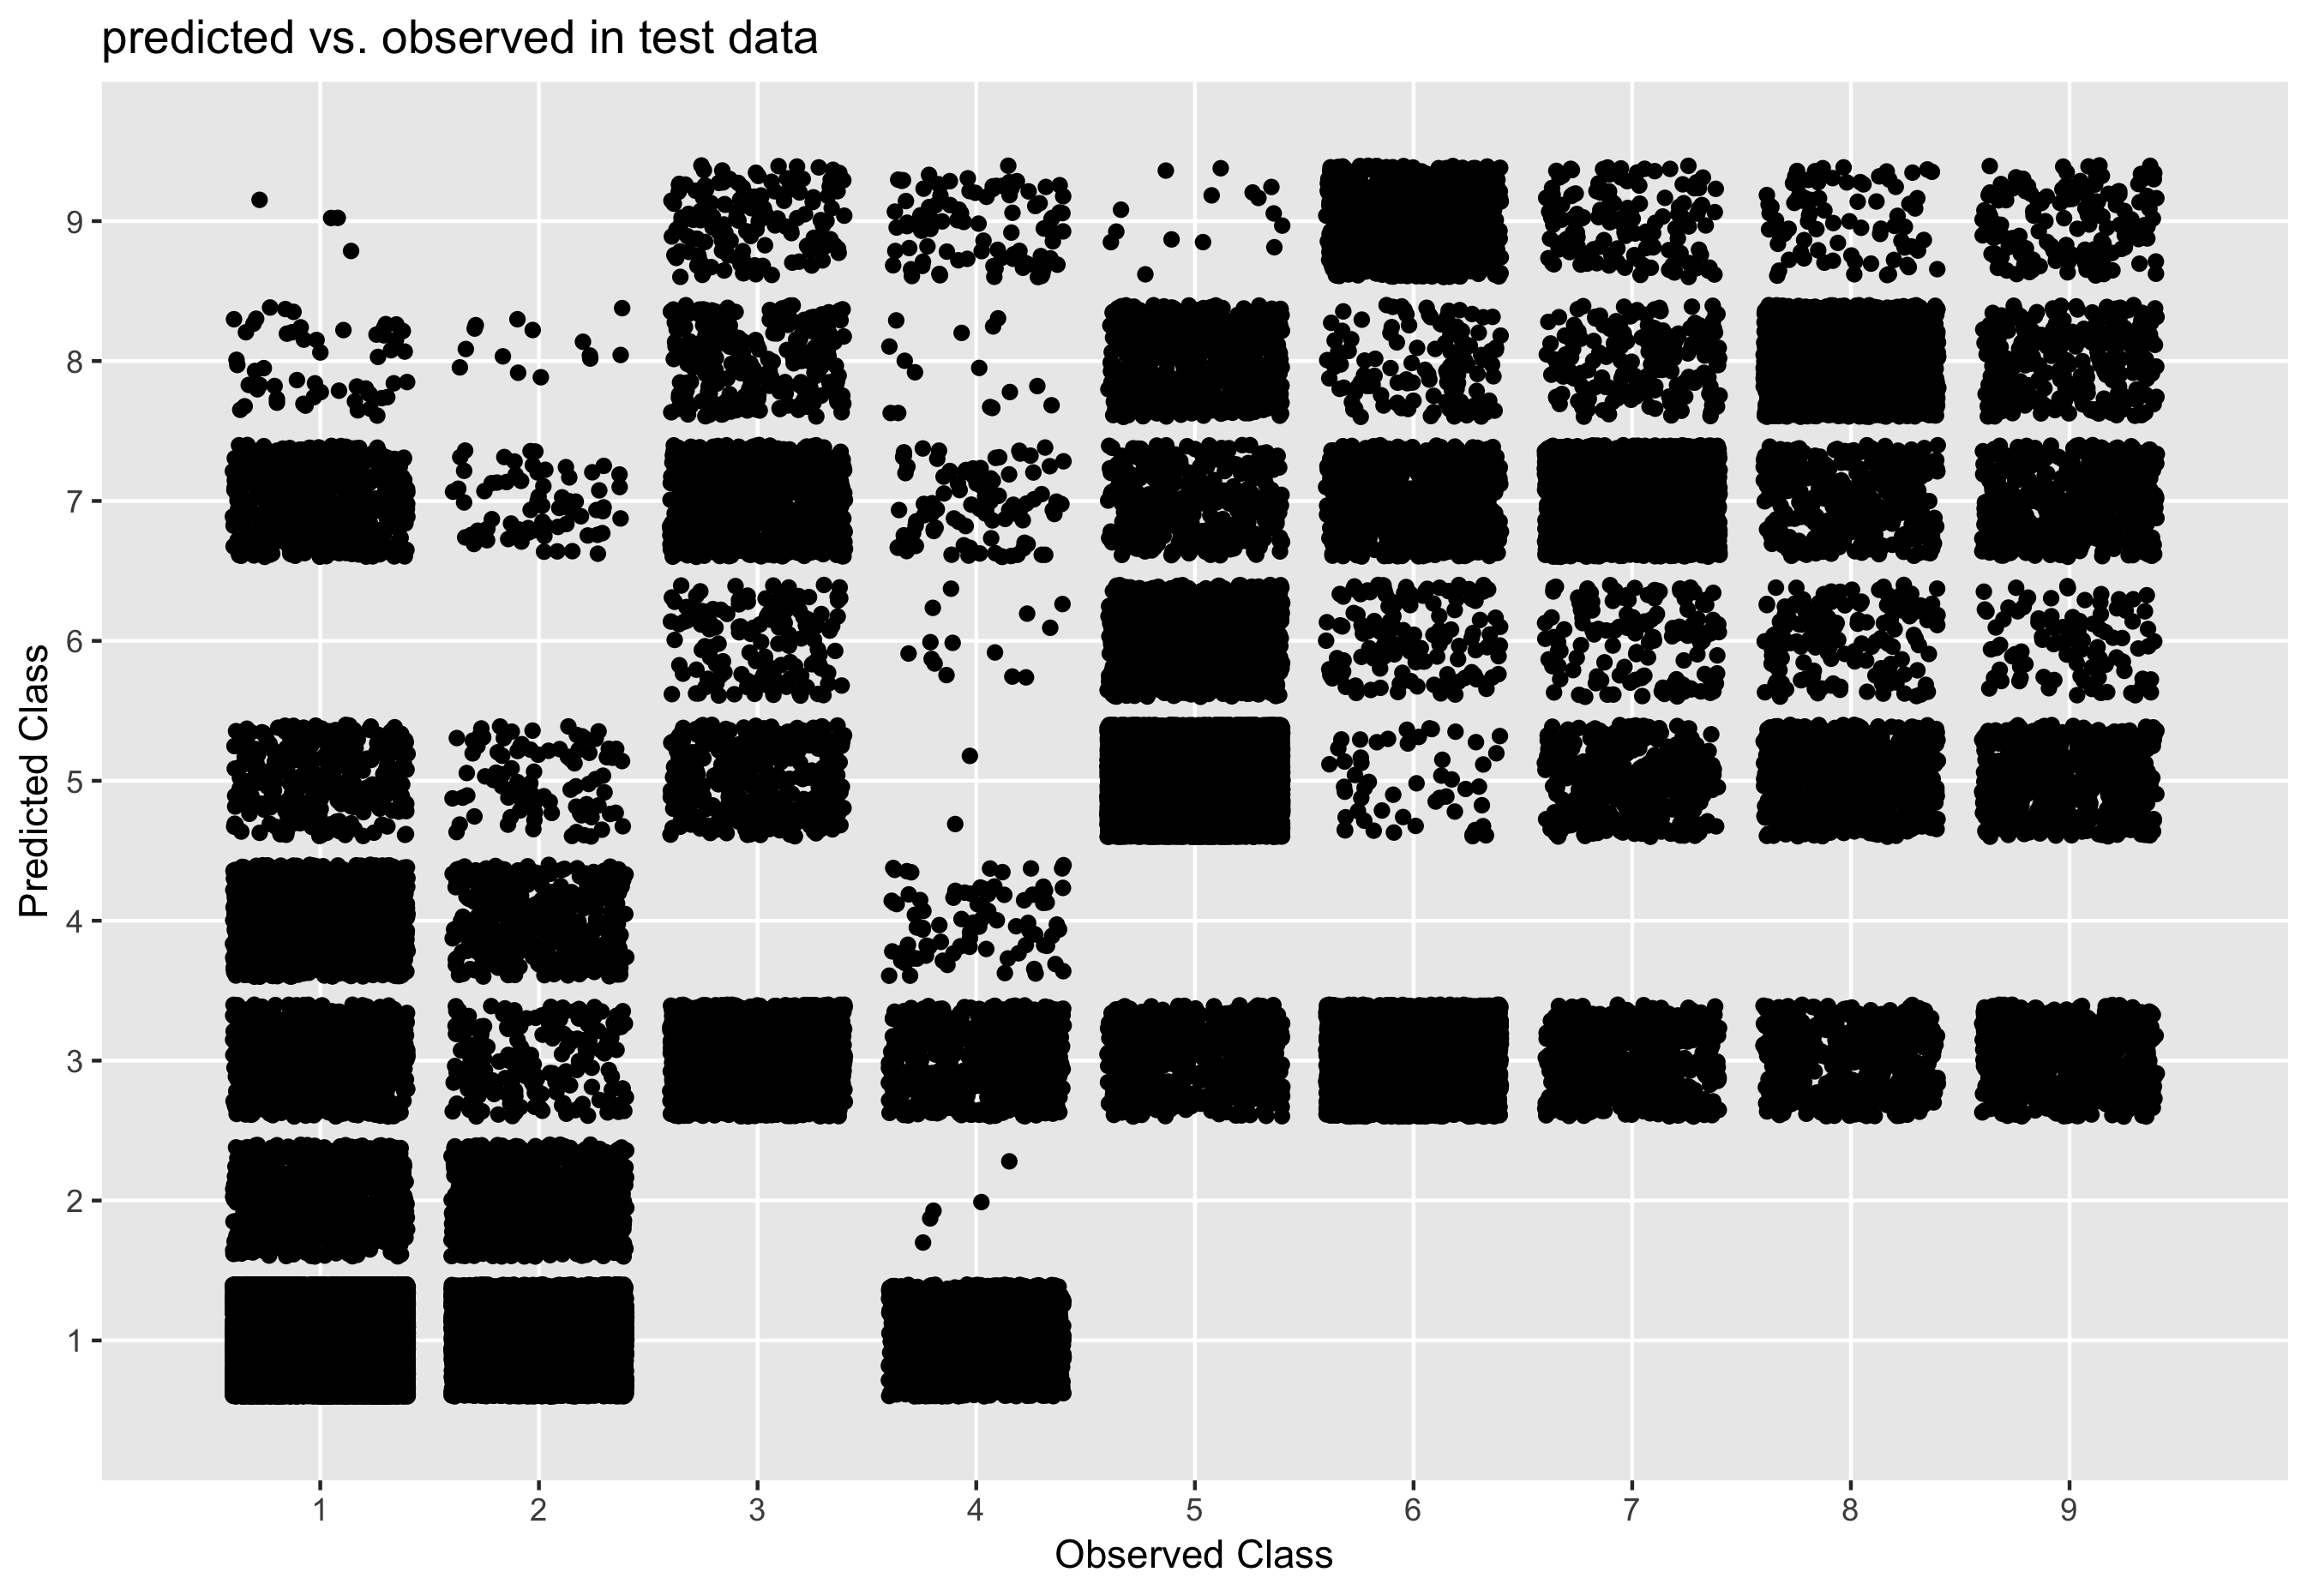 predicted vs. observed in test data
Predicted Class
9
8
7
6
5
4
3
2
1
1 2 3 4 5 6 7 8 9
Observed Class